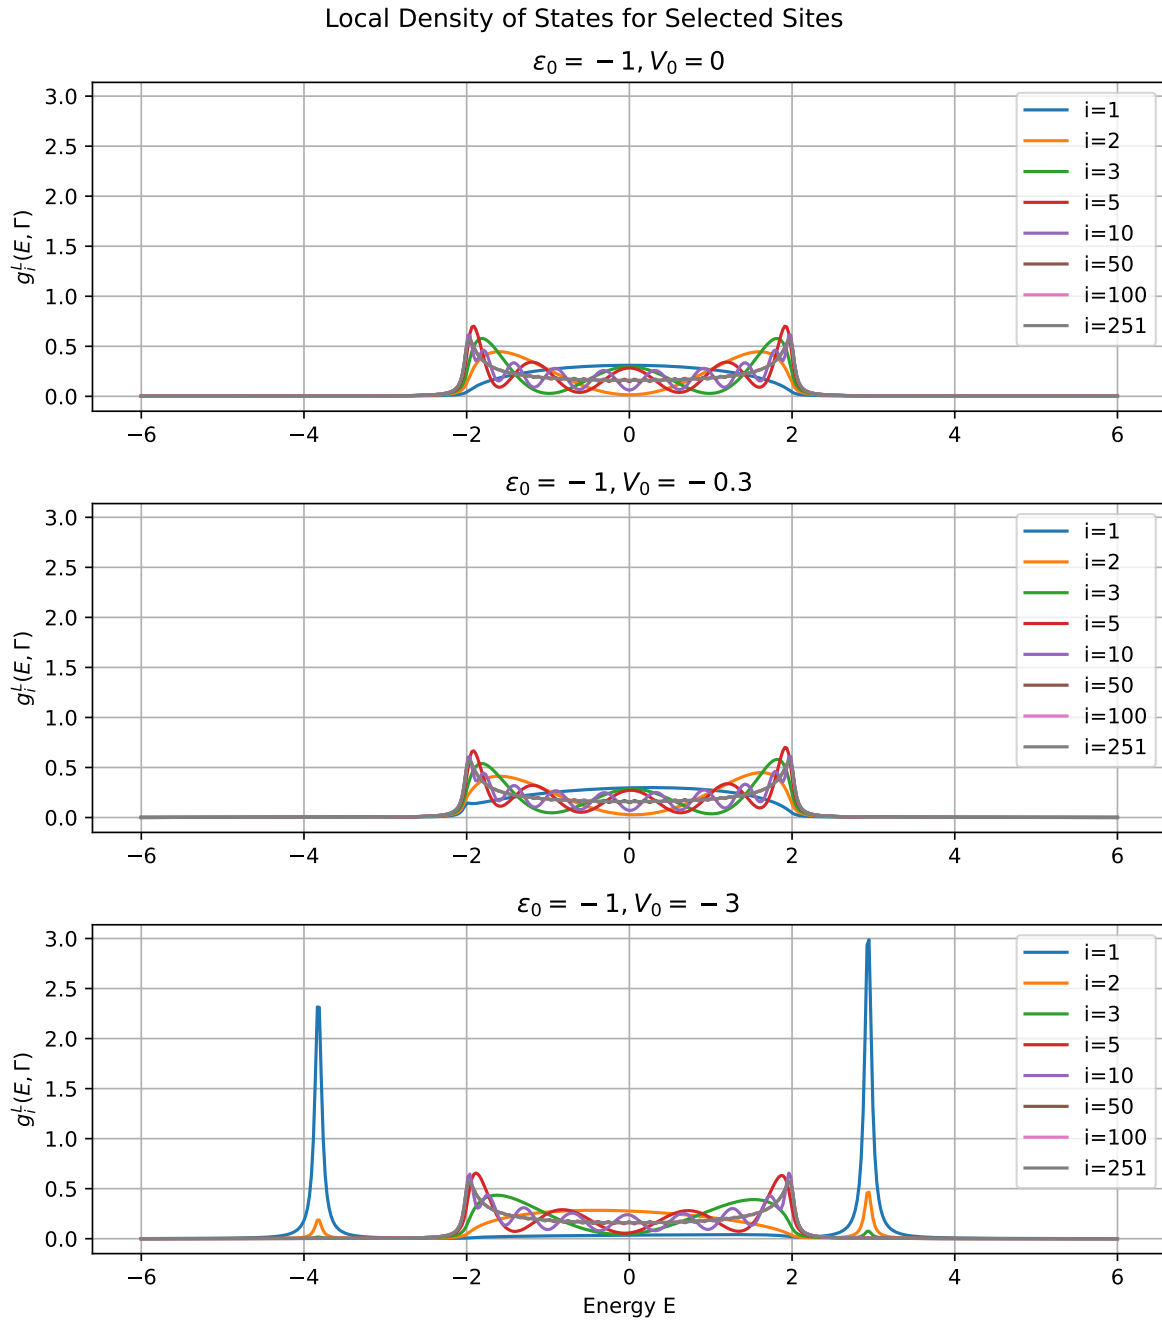 Local Density of States for Selected Sites
ε₀ = −1, V₀ = 0
3.0
2.5
2.0
1.5
1.0
0.5
0.0
gᵢᴸ(E, Γ)
−6 −4 −2 0 2 4 6
i=1
i=2
i=3
i=5
i=10
i=50
i=100
i=251
ε₀ = −1, V₀ = −0.3
3.0
2.5
2.0
1.5
1.0
0.5
0.0
gᵢᴸ(E, Γ)
−6 −4 −2 0 2 4 6
i=1
i=2
i=3
i=5
i=10
i=50
i=100
i=251
ε₀ = −1, V₀ = −3
3.0
2.5
2.0
1.5
1.0
0.5
0.0
gᵢᴸ(E, Γ)
−6 −4 −2 0 2 4 6
i=1
i=2
i=3
i=5
i=10
i=50
i=100
i=251
Energy E